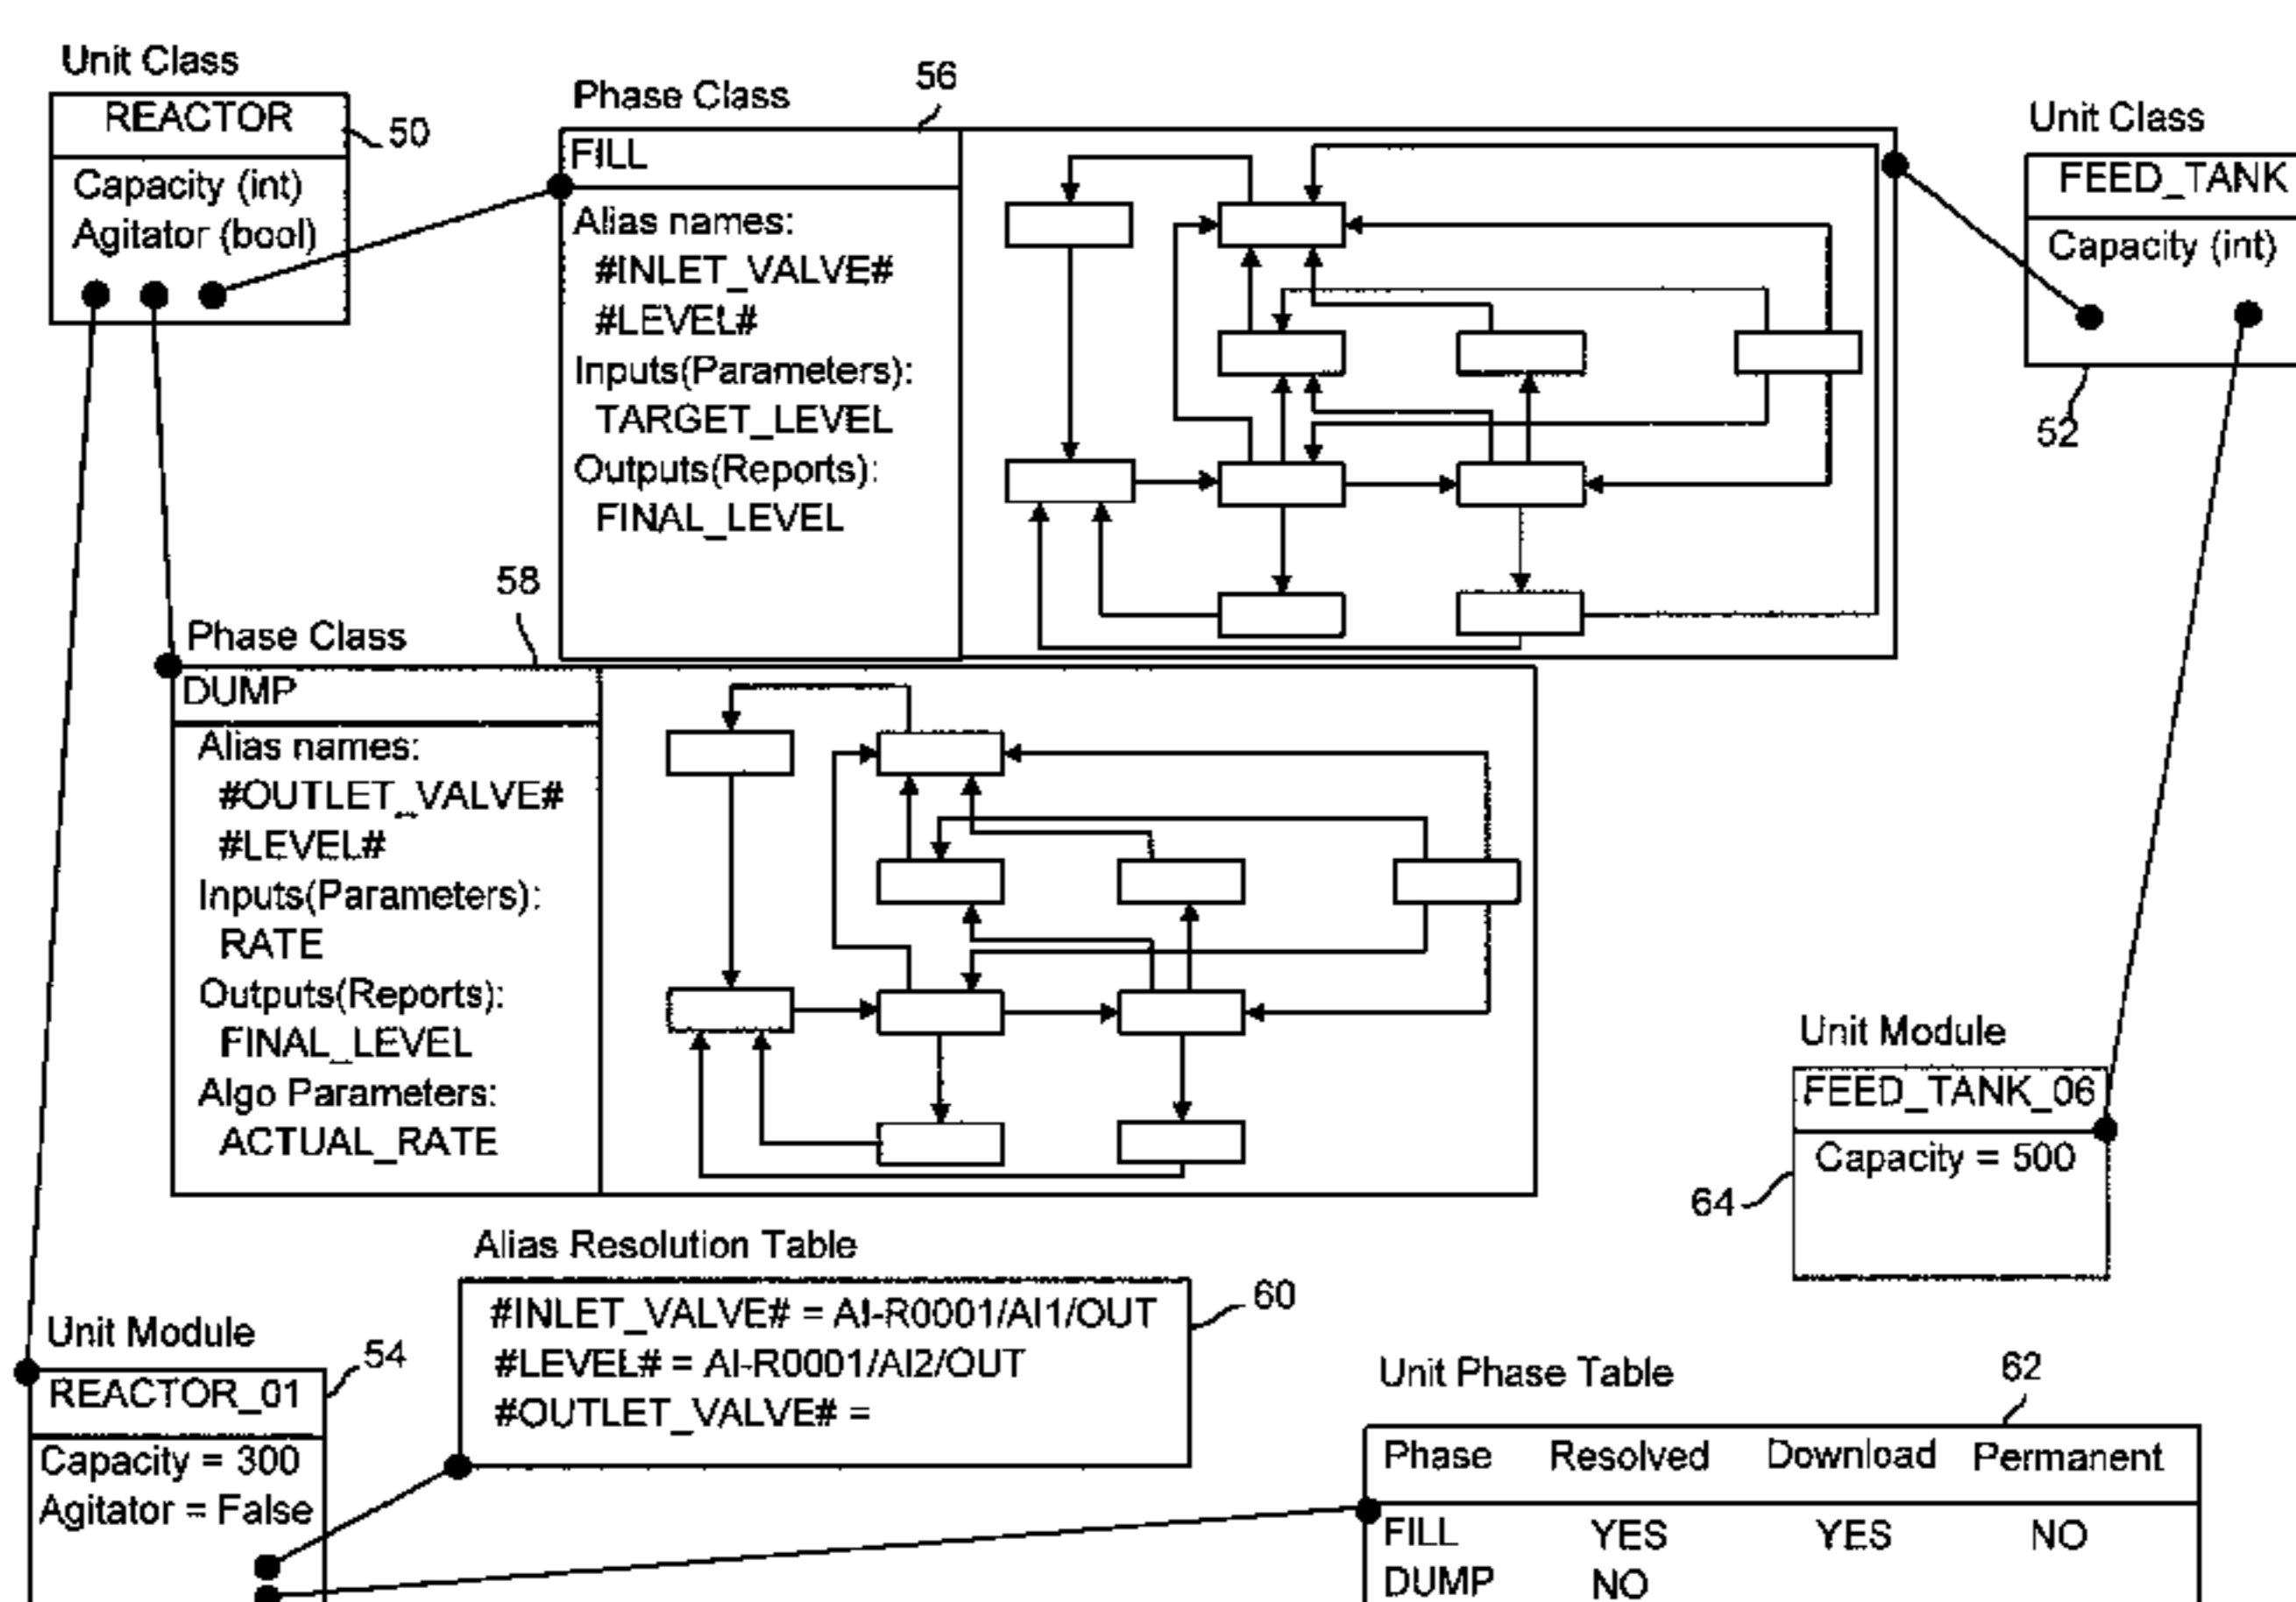 Unit Class
REACTOR
50
Capacity (int)
Agitator (bool)
Phase Class
56
FILL
Alias names:
#INLET_VALVE#
#LEVEL#
Inputs(Parameters):
TARGET_LEVEL
Outputs(Reports):
FINAL_LEVEL
Unit Class
FEED_TANK
Capacity (int)
52
58
Phase Class
DUMP
Alias names:
#OUTLET_VALVE#
#LEVEL#
Inputs(Parameters):
RATE
Outputs(Reports):
FINAL_LEVEL
Algo Parameters:
ACTUAL_RATE
Unit Module
FEED_TANK_06
Capacity = 500
64
Alias Resolution Table
#INLET_VALVE# = AI-R0001/AI1/OUT
#LEVEL# = AI-R0001/AI2/OUT
#OUTLET_VALVE# =
60
Unit Module
54
REACTOR_01
Capacity = 300
Agitator = False
Unit Phase Table
62
Phase Resolved Download Permanent
FILL YES YES NO
DUMP NO